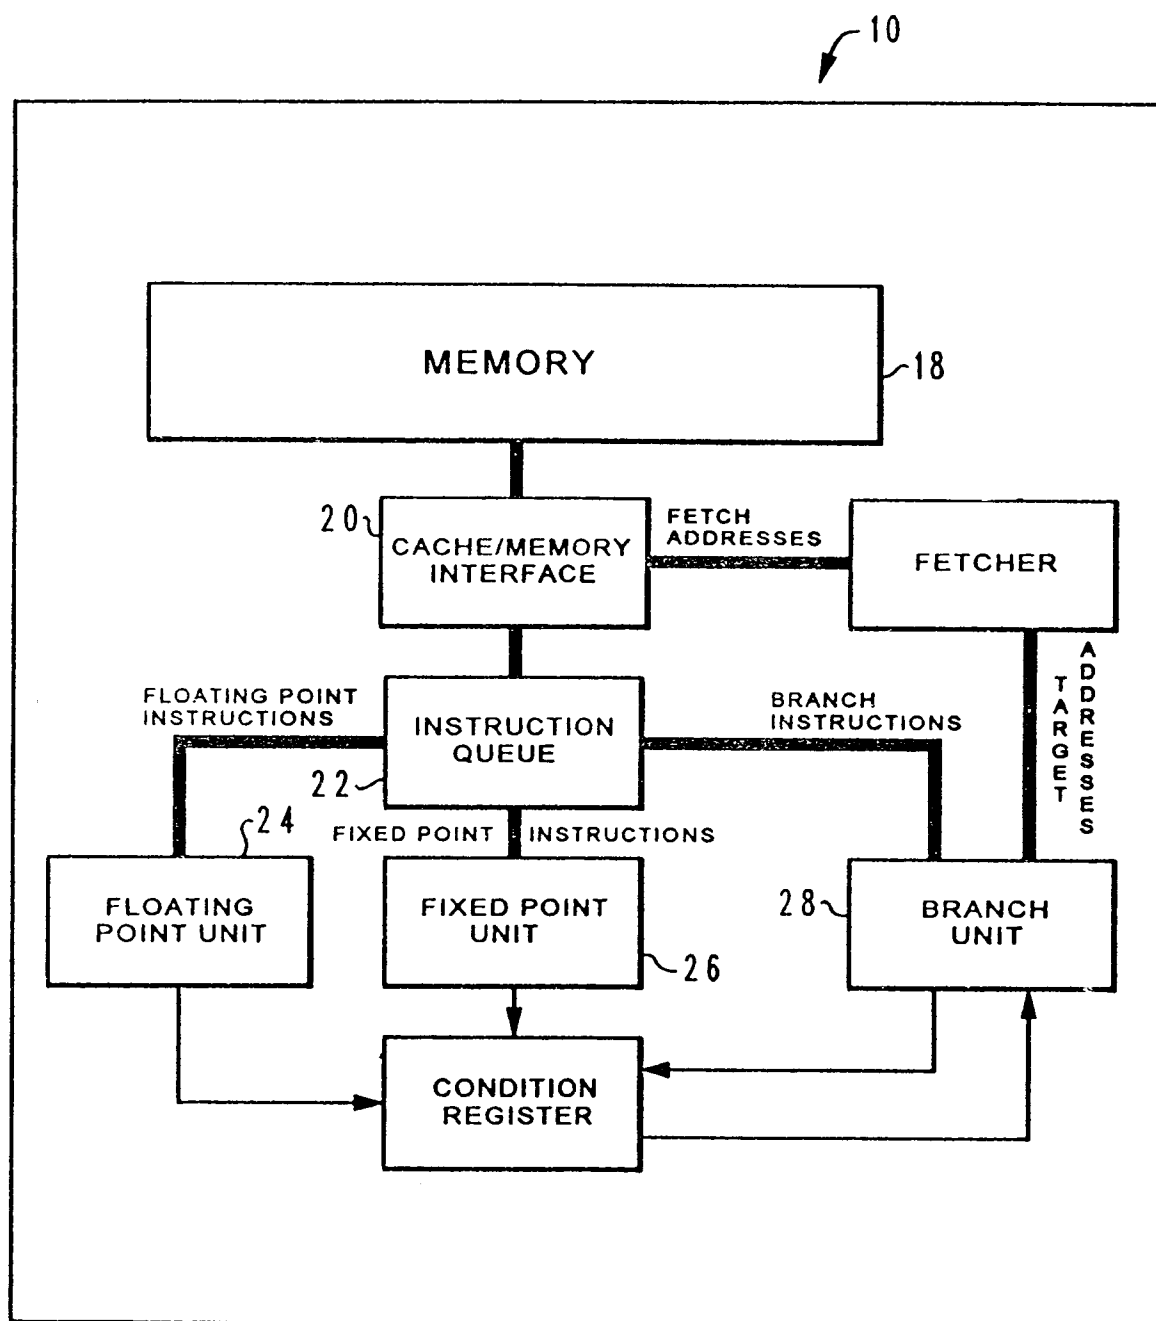 10
MEMORY
18
20
CACHE/MEMORY
INTERFACE
FETCH
ADDRESSES
FETCHER
FLOATING POINT
INSTRUCTIONS
INSTRUCTION
QUEUE
22
BRANCH
INSTRUCTIONS
TARGET
ADDRESSES
24
FIXED POINT INSTRUCTIONS
FLOATING
POINT UNIT
FIXED POINT
UNIT
26
28
BRANCH
UNIT
CONDITION
REGISTER